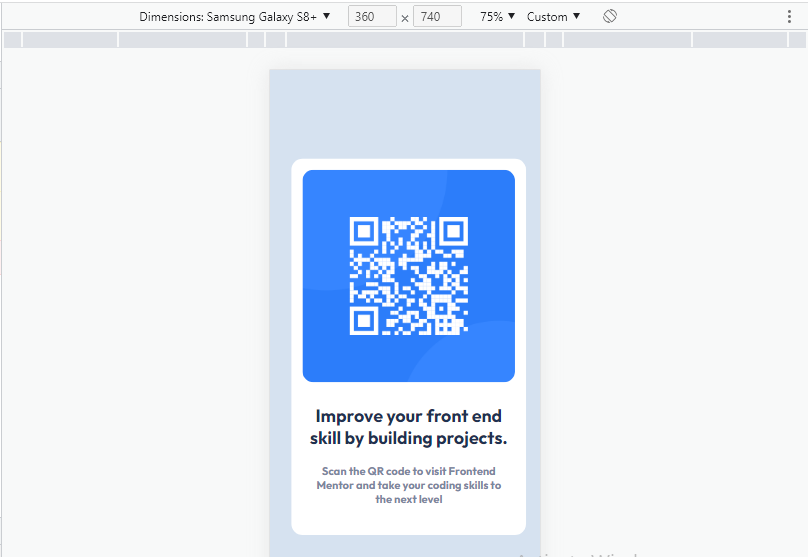 Dimensions: Samsung Galaxy S8+ 360 × 740 75% Custom
Improve your front end
skill by building projects.
Scan the QR code to visit Frontend
Mentor and take your coding skills to
the next level